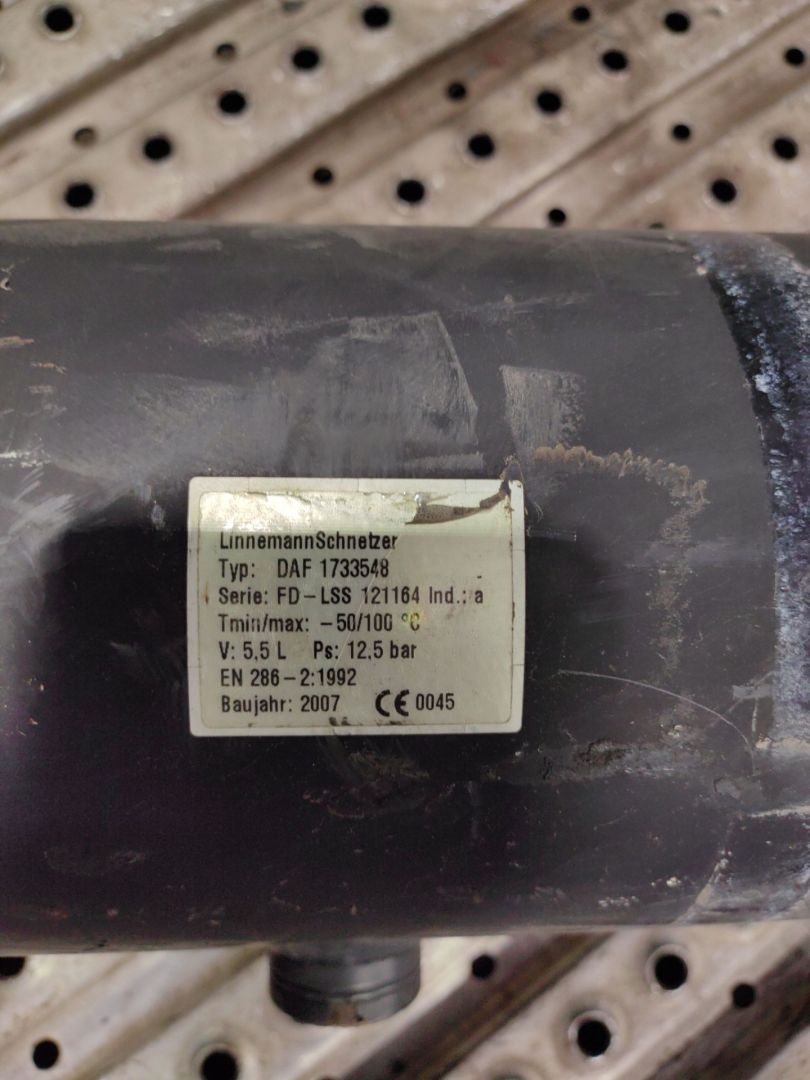 LinnemannSchnetzer
Typ: DAF 1733548
Serie: FD-LSS 121164 Ind.: a
Tmin/max: -50/100 °C
V: 5,5 L Ps: 12,5 bar
EN 286-2:1992
Baujahr: 2007 CE 0045